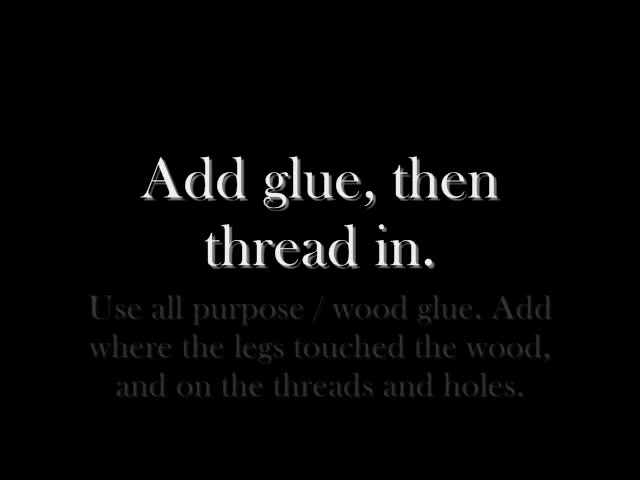 Add glue, then
thread in.
Use all purpose / wood glue. Add
where the legs touched the wood,
and on the threads and holes.